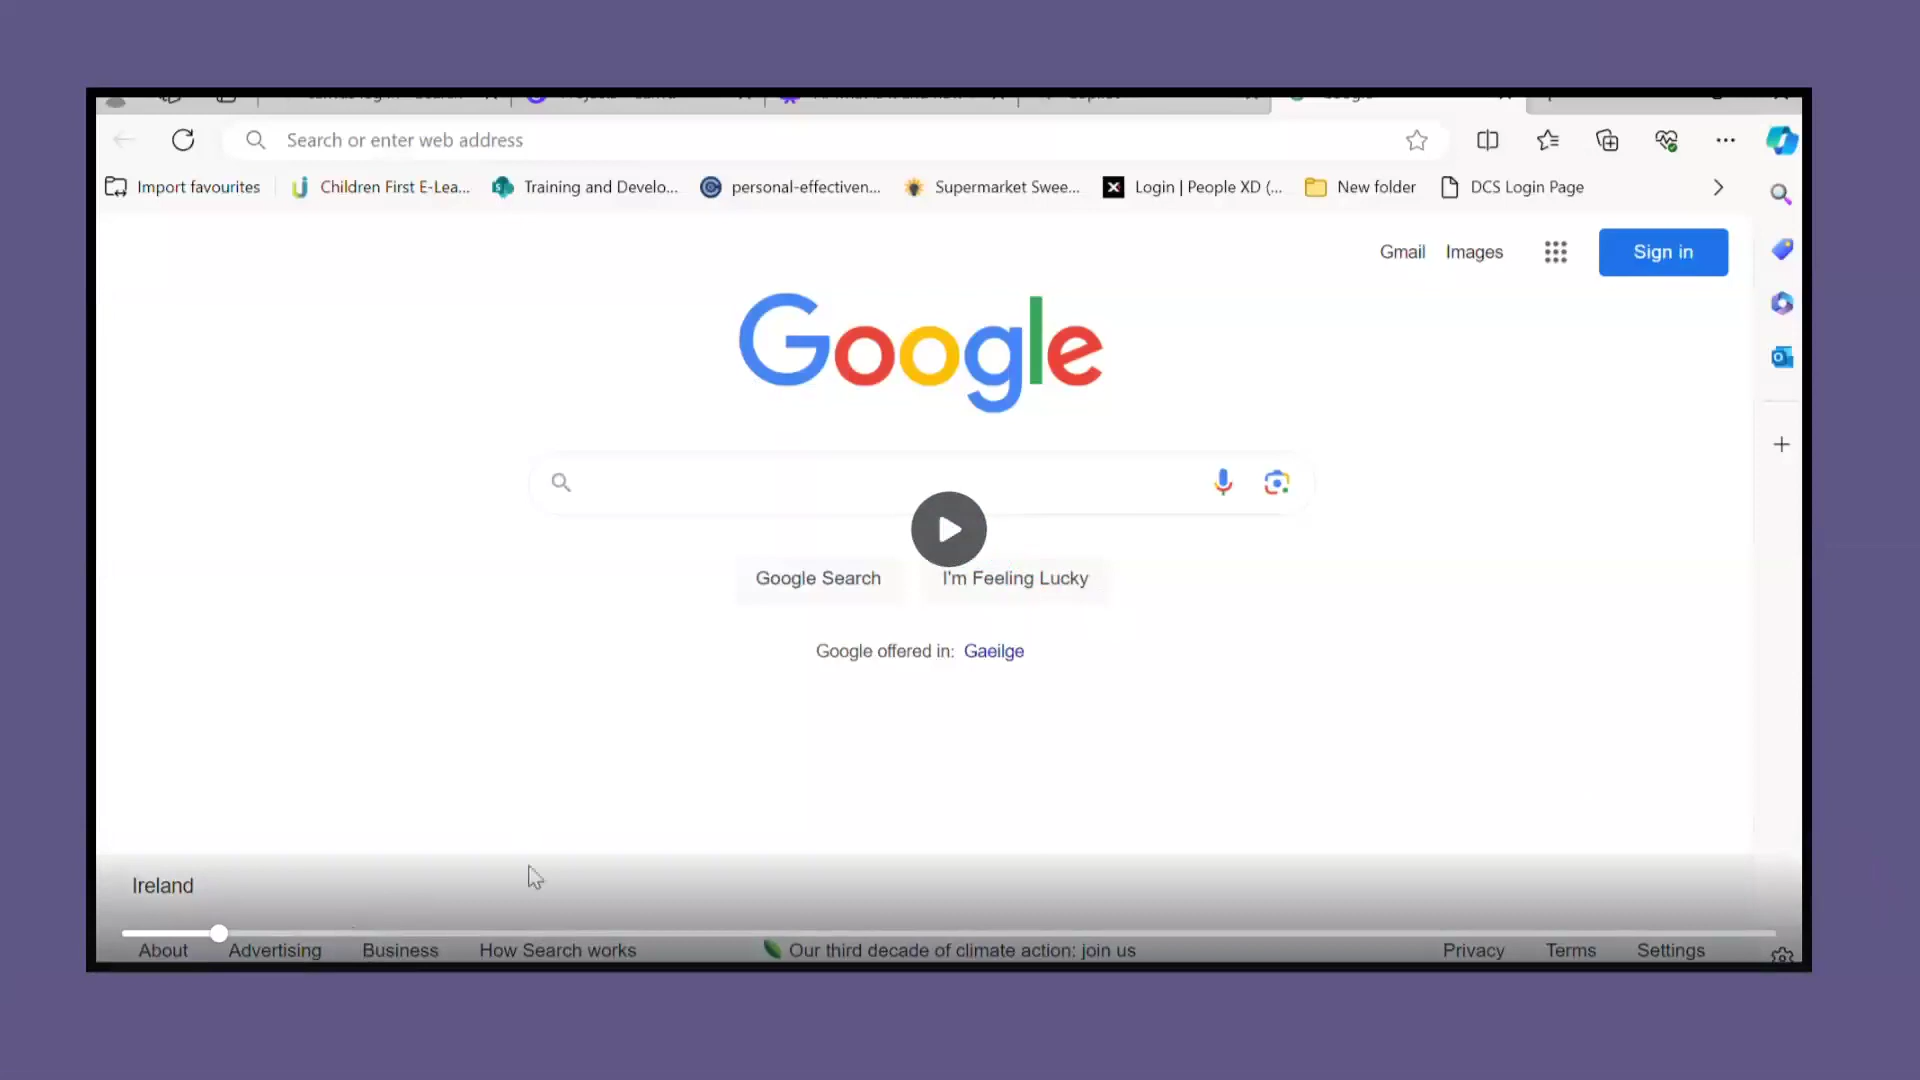 Search or enter web address
Import favourites Children First E-Lea... Training and Develo... personal-effectiven... Supermarket Swee... Login | People XD (... New folder DCS Login Page
Gmail Images Sign in
Google
Google Search I'm Feeling Lucky
Google offered in: Gaeilge
Ireland
About Advertising Business How Search works Our third decade of climate action: join us Privacy Terms Settings